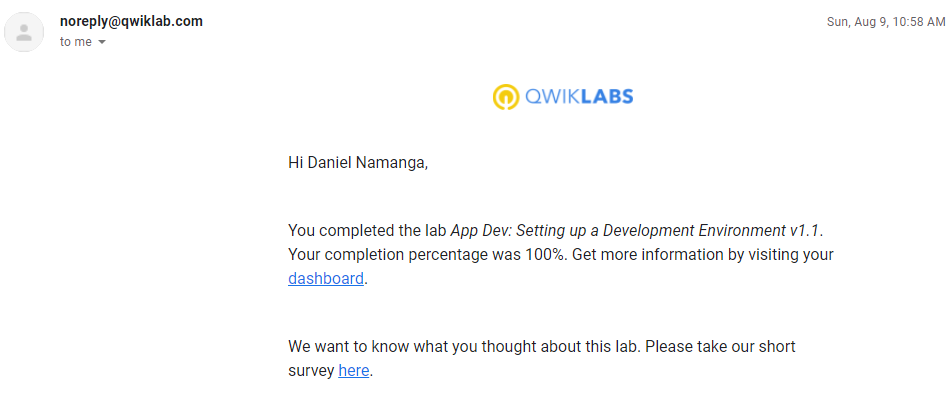 noreply@qwiklab.com
Sun, Aug 9, 10:58 AM
to me
QWIKLABS
Hi Daniel Namanga,
You completed the lab App Dev: Setting up a Development Environment v1.1.
Your completion percentage was 100%. Get more information by visiting your
dashboard.
We want to know what you thought about this lab. Please take our short
survey here.